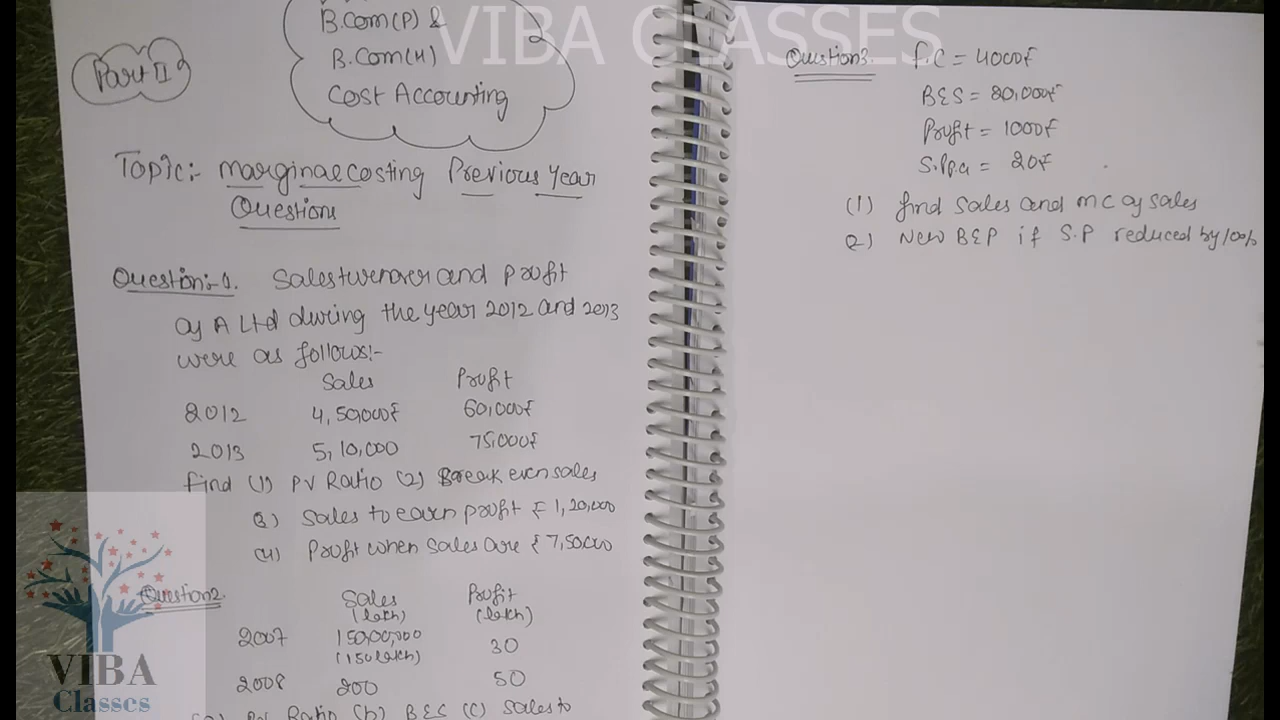 VIBA CLASSES
Part II
B.Com(P) &
B.Com(H)
Cost Accounting
Topic:- marginal costing Previous Year
Questions
Question:-1. Sales turnover and profit
of A Ltd during the year 2012 and 2013
were as follows:-
Sales Profit
2012 4,50,000₹ 60,000₹
2013 5,10,000 75,000₹
find (1) PV Ratio (2) Break even sales
(3) Sales to earn profit ₹ 1,20,000
(4) Profit when sales are ₹ 7,50,000
Question2. Sales Profit
(lakh) (lakh)
2007 150,00,000 30
(150 lakh)
2008 200 50
(a) PV Ratio (b) BES (c) Sales to
VIBA
Classes
Question3. f.C = 4000₹
BES = 80,000₹
Profit = 1000₹
S.P p.u = 20₹
(1) find sales and mc of sales
(2) New BEP if S.P reduced by 10%